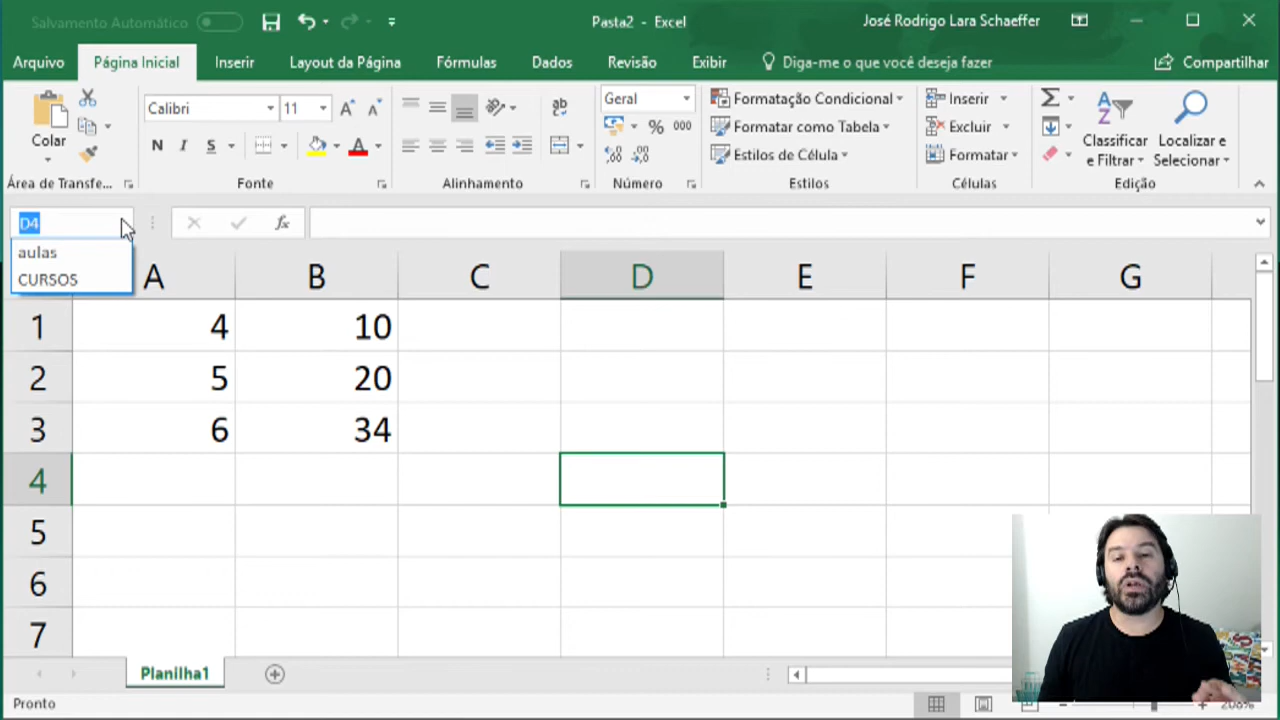 Salvamento Automático
Pasta2 - Excel
José Rodrigo Lara Schaeffer
Arquivo
Página Inicial
Inserir
Layout da Página
Fórmulas
Dados
Revisão
Exibir
Diga-me o que você deseja fazer
Compartilhar
Colar
Calibri
11
N I S
Geral
% 000
Formatação Condicional
Formatar como Tabela
Estilos de Célula
Inserir
Excluir
Formatar
Classificar
e Filtrar
Localizar e
Selecionar
Área de Transfe...
Fonte
Alinhamento
Número
Estilos
Células
Edição
D4
fx
aulas
CURSOS
A B C D E F G
1 4 10
2 5 20
3 6 34
4
5
6
7
Planilha1
Pronto